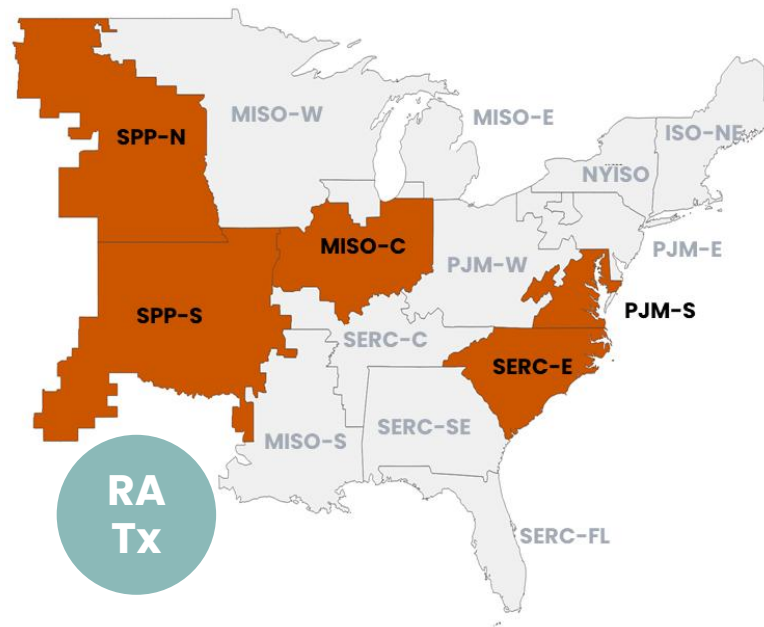 MISO-W
MISO-E
SPP-N
ISO-NE
NYISO
MISO-C
PJM-W
PJM-E
SPP-S
PJM-S
SERC-C
SERC-E
MISO-S
SERC-SE
RA
Tx
SERC-FL